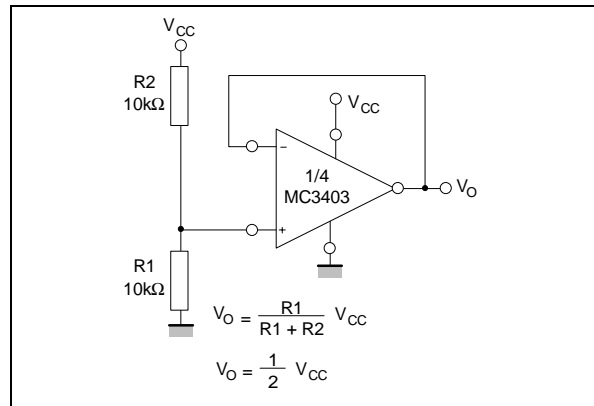 VCC
R2
10kΩ
VCC
−
1/4
MC3403
+
VO
R1
10kΩ
VO = R1 / R1 + R2 VCC
VO = 1 / 2 VCC